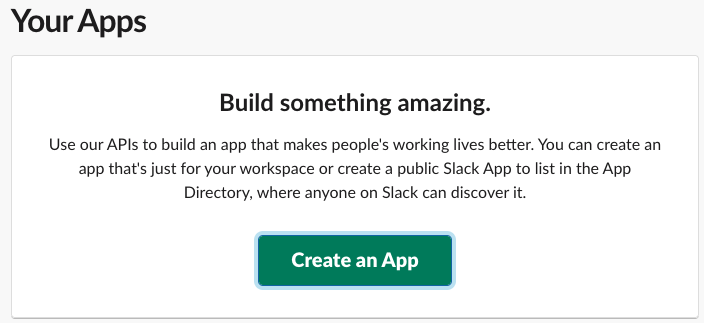 Your Apps
Build something amazing.
Use our APIs to build an app that makes people's working lives better. You can create an
app that's just for your workspace or create a public Slack App to list in the App
Directory, where anyone on Slack can discover it.
Create an App